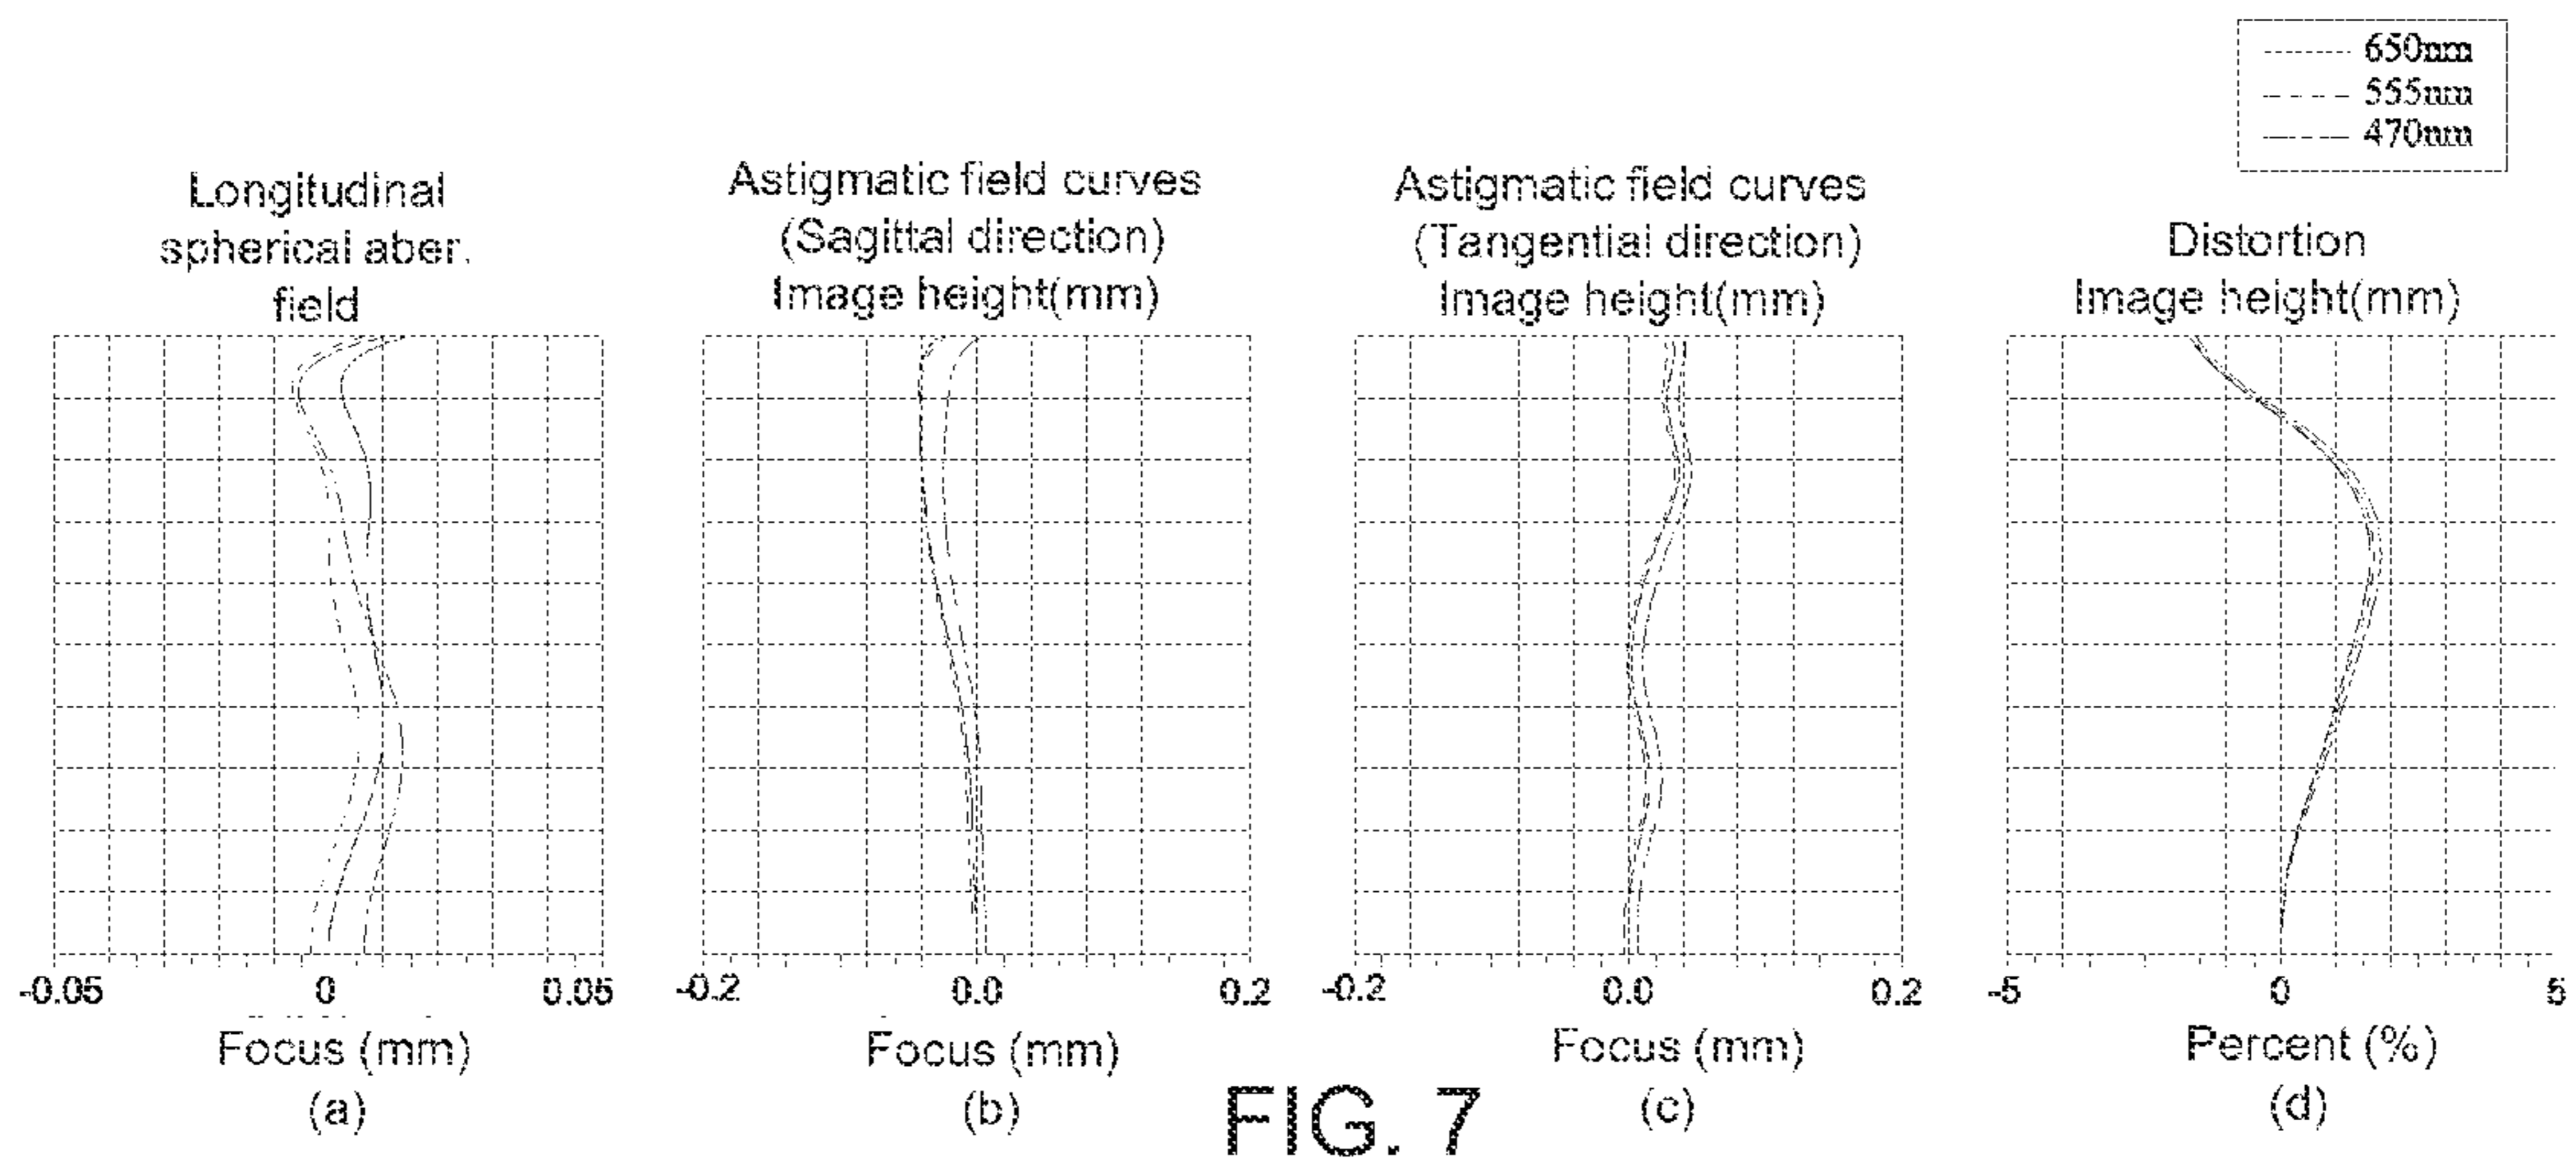 650nm
555nm
470nm
Longitudinal
spherical aber.
field
-0.05 0 0.05
Focus (mm)
(a)
Astigmatic field curves
(Sagittal direction)
Image height(mm)
-0.2 0.0 0.2
Focus (mm)
(b)
Astigmatic field curves
(Tangential direction)
Image height(mm)
-0.2 0.0 0.2
Focus (mm)
(c)
Distortion
Image height(mm)
-5 0 5
Percent (%)
(d)
FIG. 7